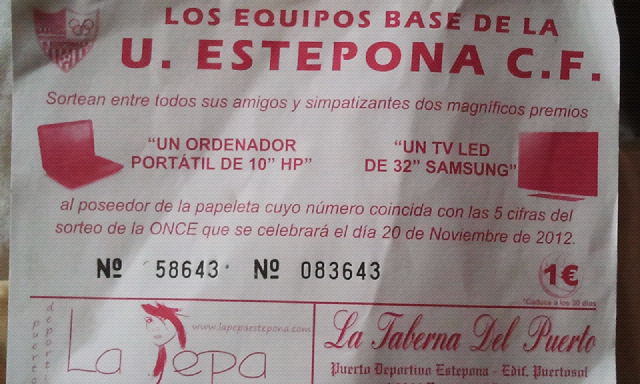 LOS EQUIPOS BASE DE LA
U. ESTEPONA C.F.
Sortean entre todos sus amigos y simpatizantes dos magníficos premios
“UN ORDENADOR
PORTÁTIL DE 10” HP”
“UN TV LED
DE 32” SAMSUNG”
al poseedor de la papeleta cuyo número coincida con las 5 cifras del
sorteo de la ONCE que se celebrará el día 20 de Noviembre de 2012.
Nº 58643 Nº 083643
1€
*Caduca a los 30 días
puerto
deporti
www.lapepaestepona.com
La Pepa
La Taberna Del Puerto
Puerto Deportivo Estepona - Edif. Puertosol